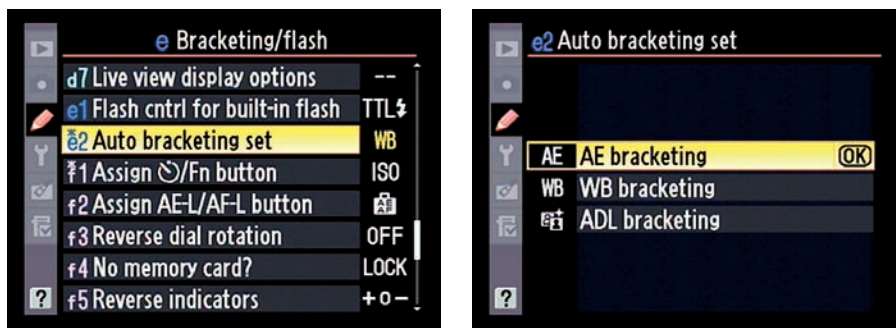 e Bracketing/flash
d7 Live view display options --
e1 Flash cntrl for built-in flash TTL
e2 Auto bracketing set WB
f1 Assign /Fn button ISO
f2 Assign AE-L/AF-L button
f3 Reverse dial rotation OFF
f4 No memory card? LOCK
f5 Reverse indicators +o-
?
e2 Auto bracketing set
AE AE bracketing OK
WB WB bracketing
ADL bracketing
?